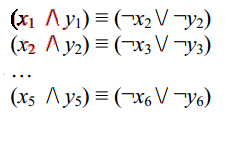 (x₁ ∧ y₁) ≡ (¬x₂ ∨ ¬y₂)
(x₂ ∧ y₂) ≡ (¬x₃ ∨ ¬y₃)
…
(x₅ ∧ y₅) ≡ (¬x₆ ∨ ¬y₆)